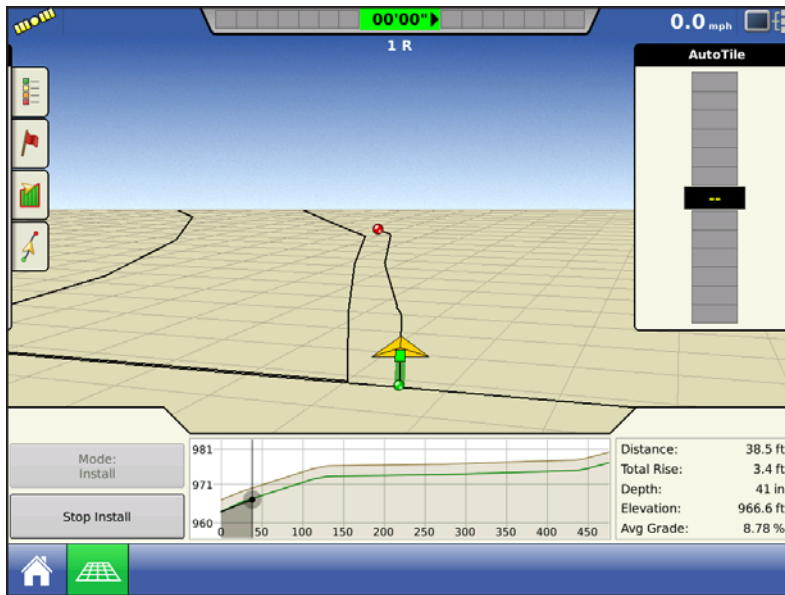 00'00"
0.0 mph
1 R
AutoTile
--
Mode:
Install
Stop Install
981
971
960
0 50 100 150 200 250 300 350 400 450
Distance: 38.5 ft
Total Rise: 3.4 ft
Depth: 41 in
Elevation: 966.6 ft
Avg Grade: 8.78 %